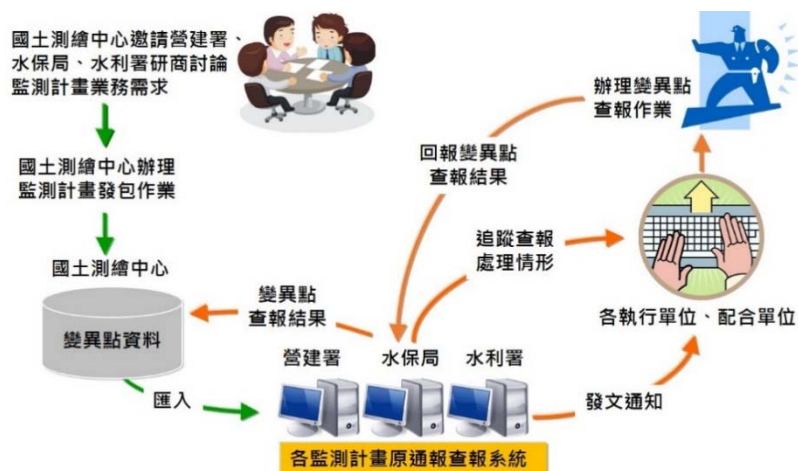 國土測繪中心邀請營建署、
水保局、水利署研商討論
監測計畫業務需求
國土測繪中心辦理
監測計畫發包作業
國土測繪中心
變異點資料
匯入
變異點
查報結果
回報變異點
查報結果
追蹤查報
處理情形
辦理變異點
查報作業
各執行單位、配合單位
營建署 水保局 水利署
發文通知
各監測計畫原通報查報系統